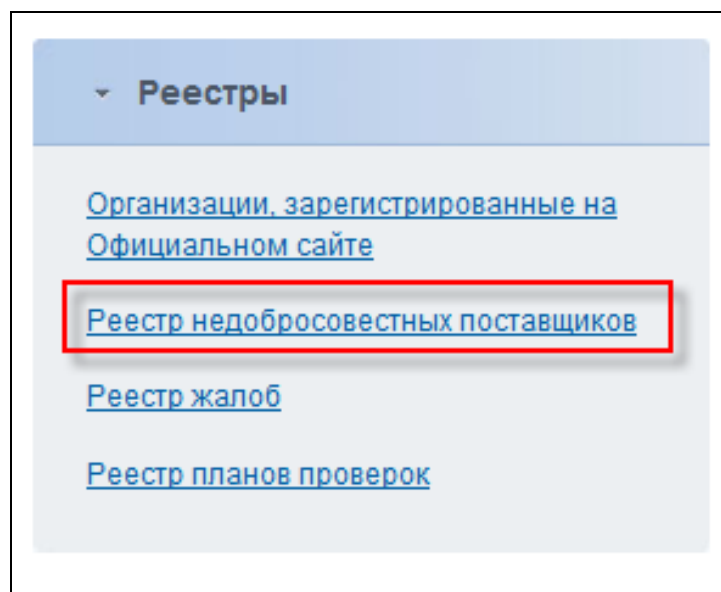 Реестры
Организации, зарегистрированные на
Официальном сайте
Реестр недобросовестных поставщиков
Реестр жалоб
Реестр планов проверок